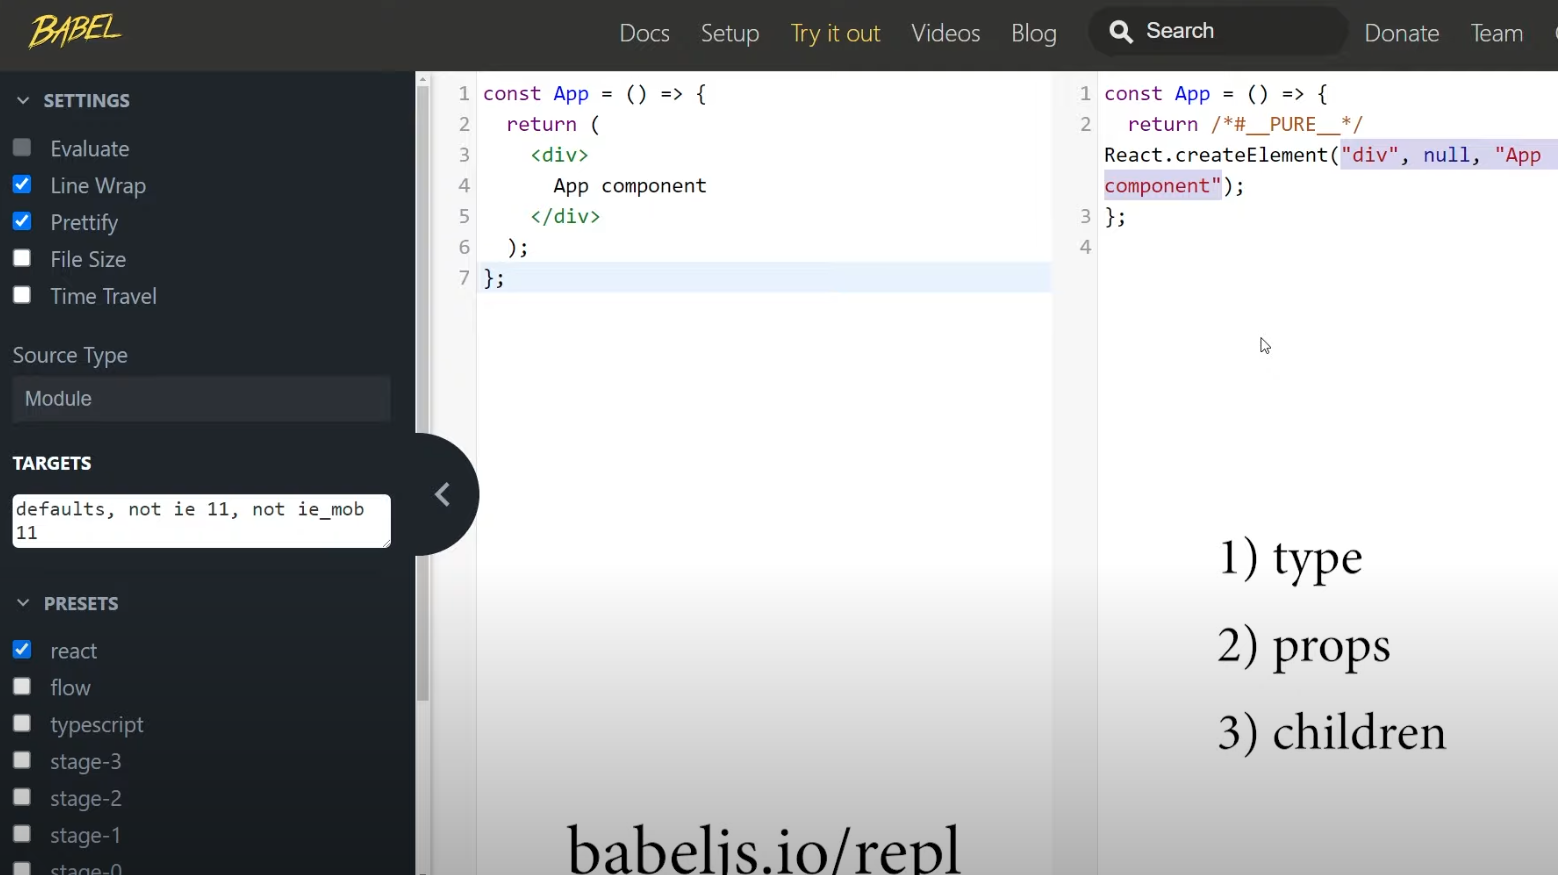 BABEL
Docs Setup Try it out Videos Blog Search Donate Team
SETTINGS
Evaluate
Line Wrap
Prettify
File Size
Time Travel
Source Type
Module
TARGETS
defaults, not ie 11, not ie_mob
11
PRESETS
react
flow
typescript
stage-3
stage-2
stage-1
stage-0
1 const App = () => {
2 return (
3 <div>
4 App component
5 </div>
6 );
7 };
1 const App = () => {
2 return /*#__PURE__*/
React.createElement("div", null, "App
component");
3 };
4
1) type
2) props
3) children
babeljs.io/repl